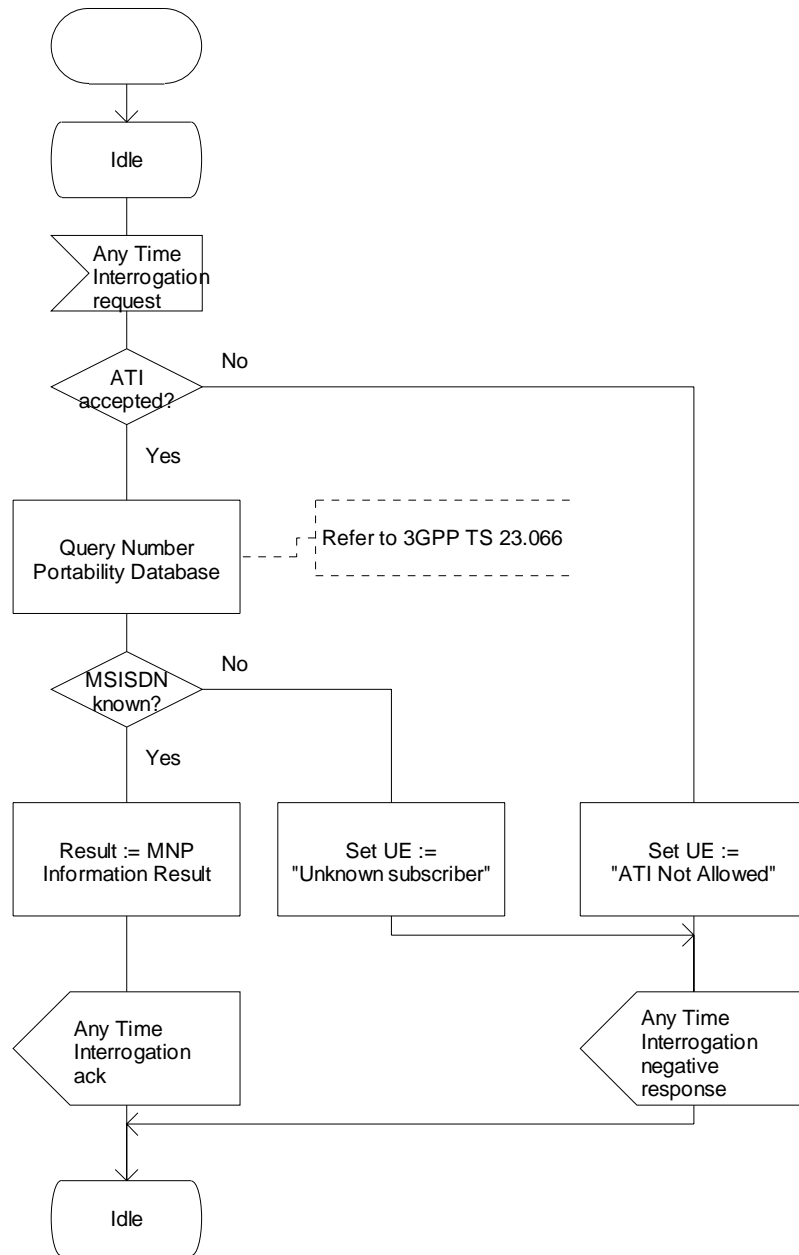 Idle
Any Time
Interrogation
request
ATI
accepted?
No
Yes
Query Number
Portability Database
Refer to 3GPP TS 23.066
MSISDN
known?
No
Yes
Result := MNP
Information Result
Set UE :=
"Unknown subscriber"
Set UE :=
"ATI Not Allowed"
Any Time
Interrogation
ack
Any Time
Interrogation
negative
response
Idle